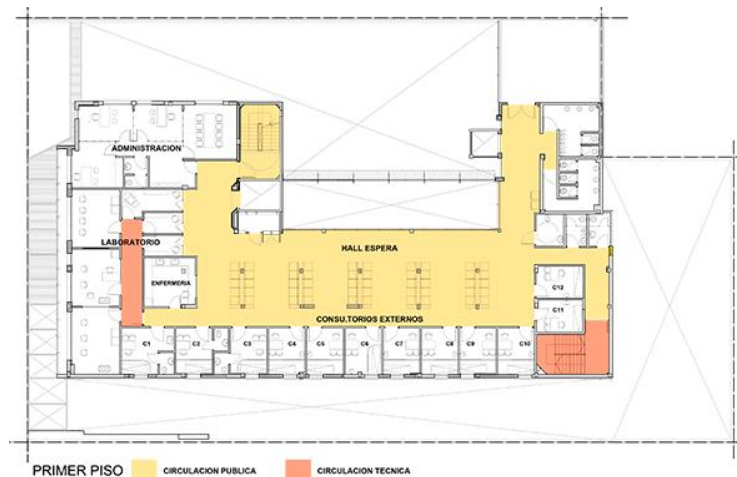 ADMINISTRACION
LABORATORIO
HALL ESPERA
ENFERMERIA
CONSULTORIOS EXTERNOS
C12
C11
C1
C2
C3
C4
C5
C6
C7
C8
C9
C10
PRIMER PISO
CIRCULACION PUBLICA
CIRCULACION TECNICA